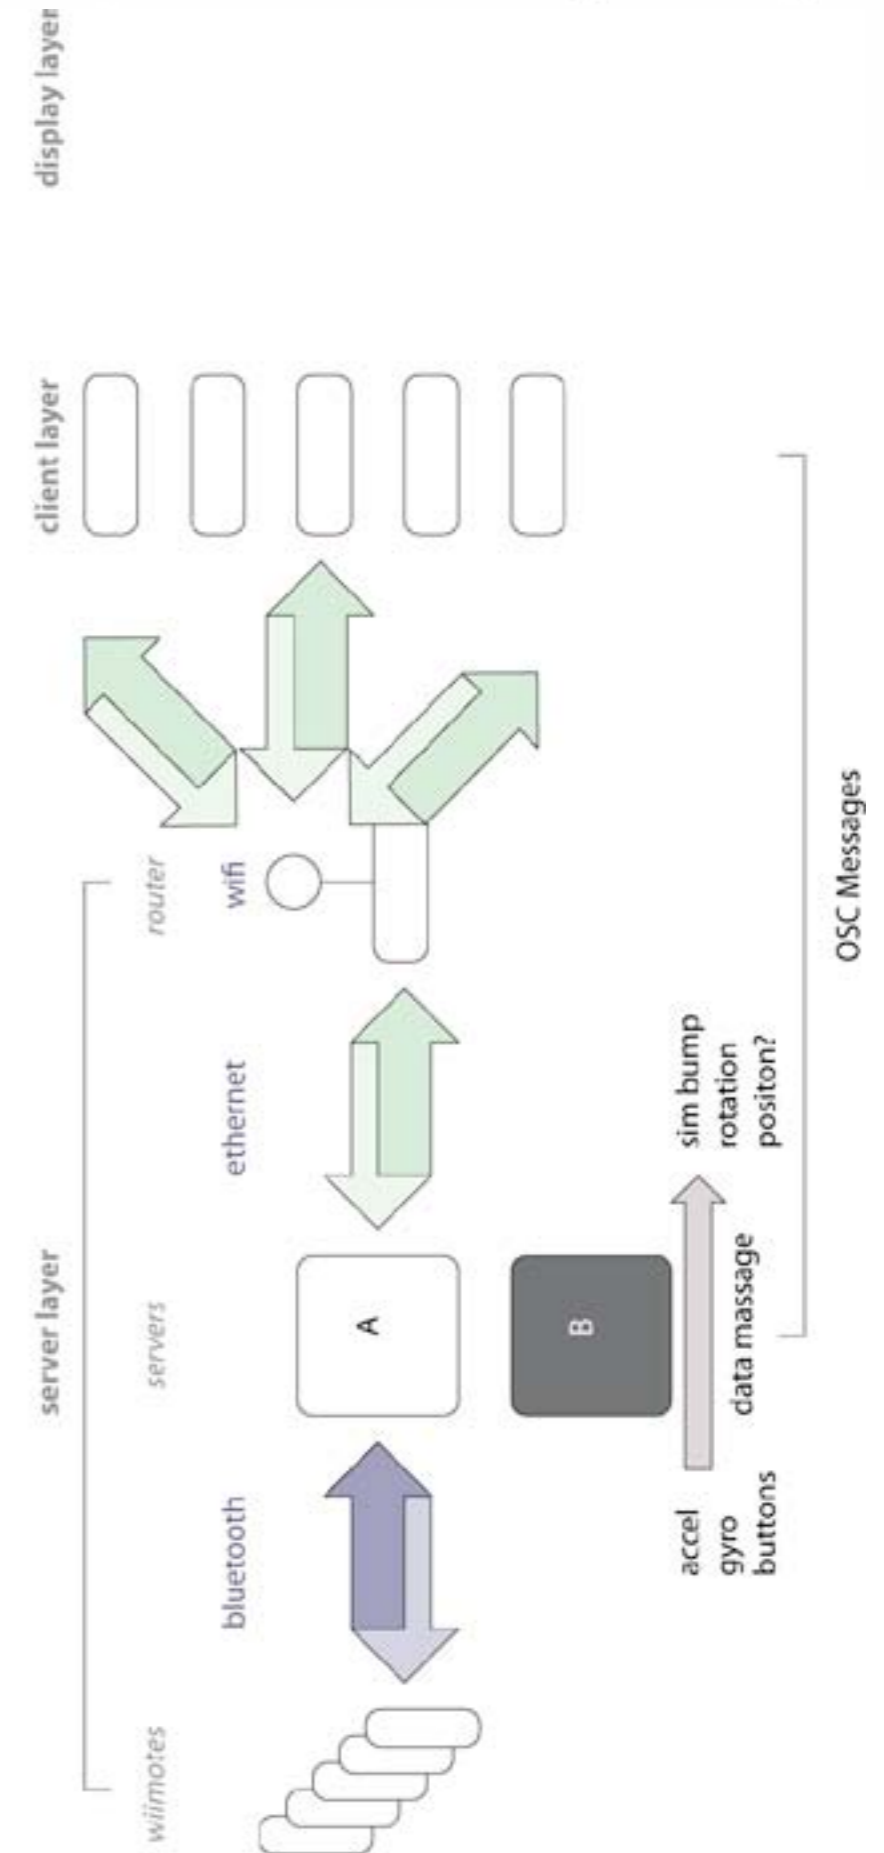 server layer
client layer
display layer
wiimotes
servers
router
bluetooth
ethernet
wifi
A
B
accel
gyro
buttons
data massage
sim bump
rotation
positon?
OSC Messages